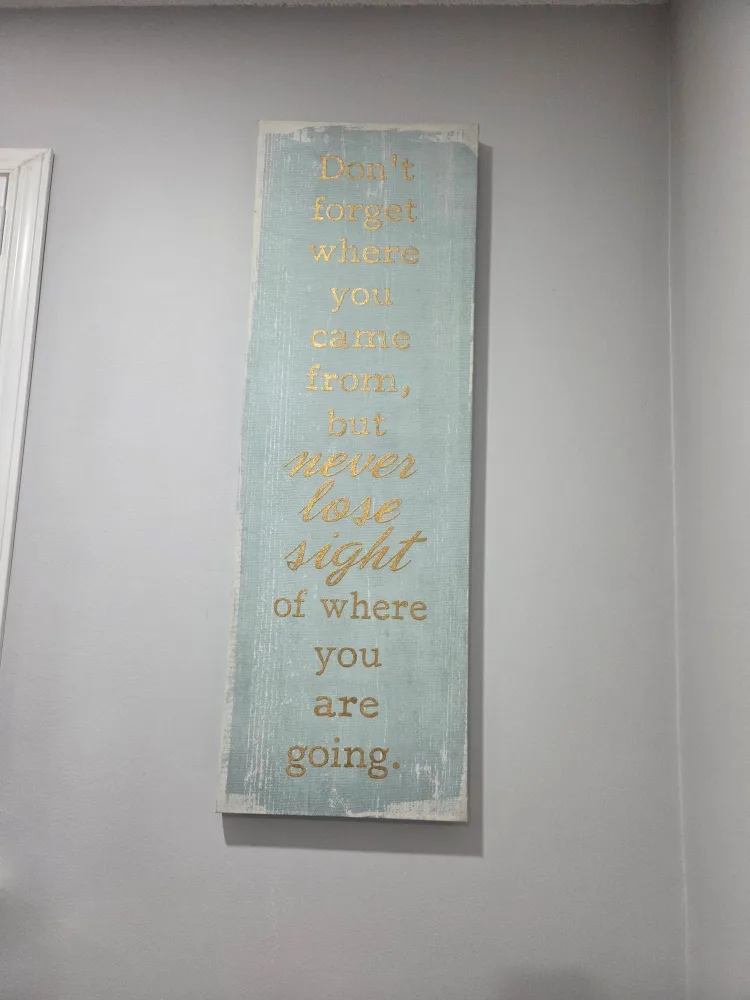 Don't
forget
where
you
came
from,
but
never
lose
sight
of where
you
are
going.